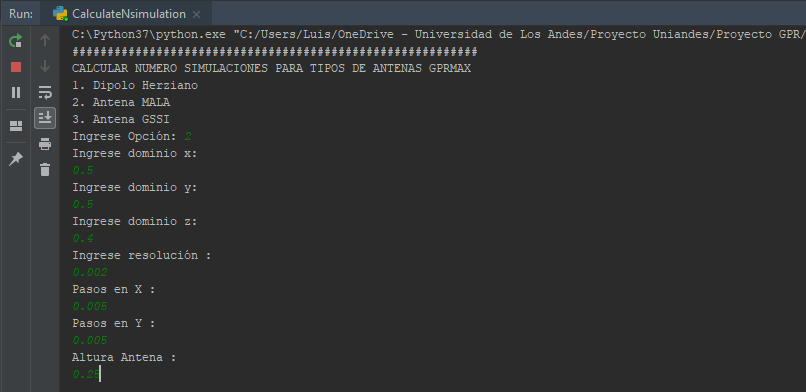 Run: CalculateNsimulation
C:\Python37\python.exe "C:/Users/Luis/OneDrive - Universidad de Los Andes/Proyecto Uniandes/Proyecto GPR/
##########################################################
CALCULAR NUMERO SIMULACIONES PARA TIPOS DE ANTENAS GPRMAX
1. Dipolo Herziano
2. Antena MALA
3. Antena GSSI
Ingrese Opción: 2
Ingrese dominio x:
0.5
Ingrese dominio y:
0.5
Ingrese dominio z:
0.4
Ingrese resolución :
0.002
Pasos en X :
0.005
Pasos en Y :
0.005
Altura Antena :
0.25